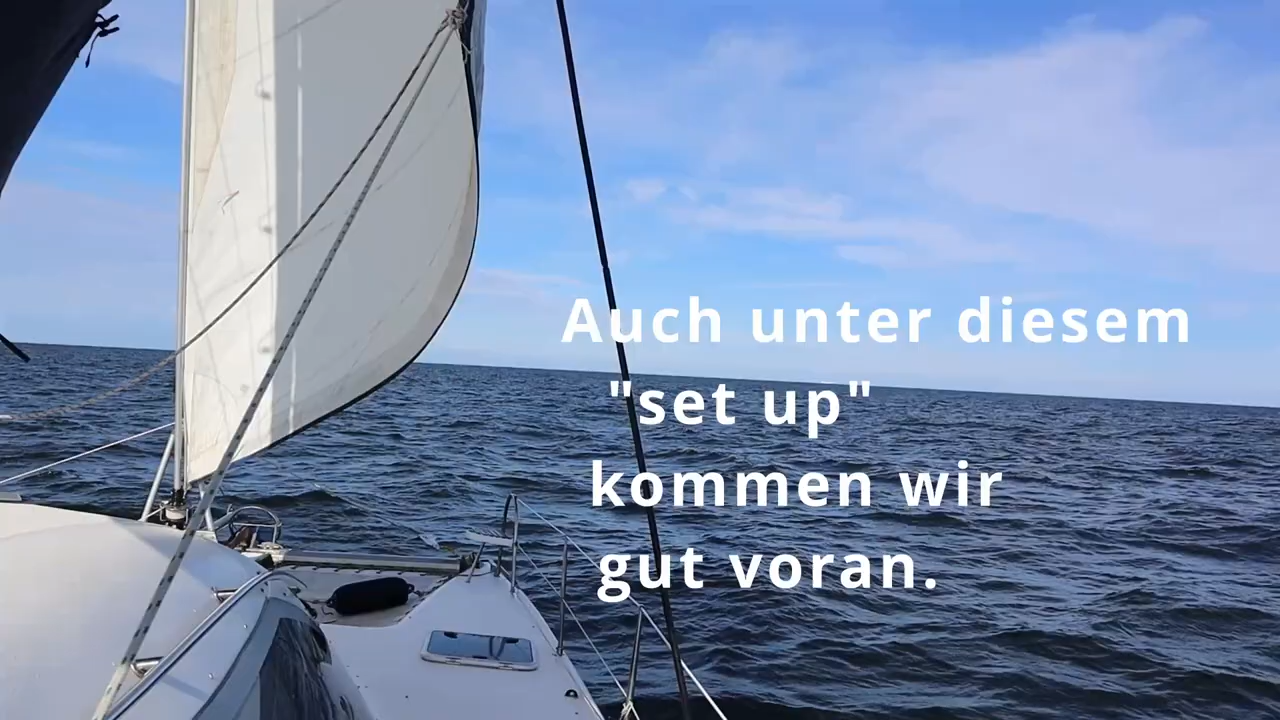 Auch unter diesem
"set up"
kommen wir
gut voran.